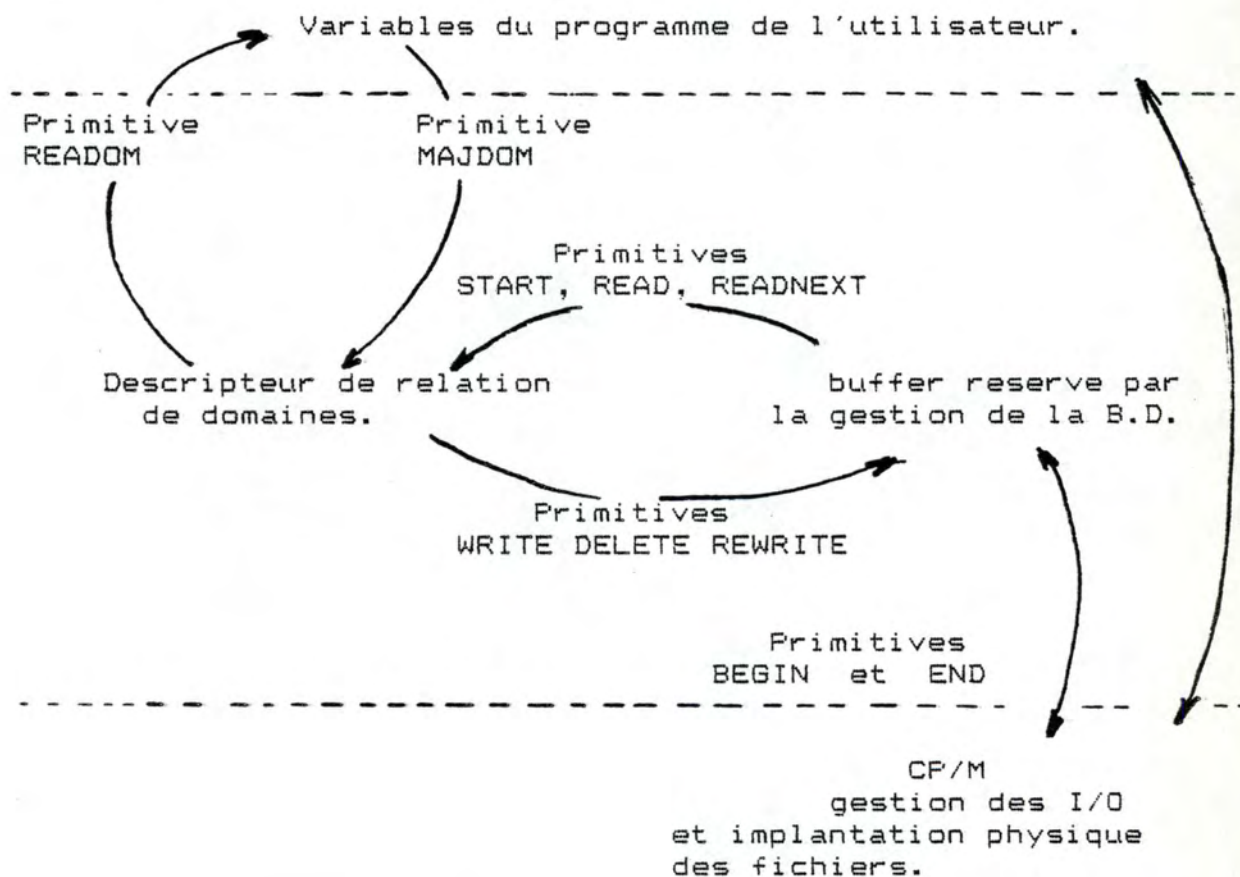 Variables du programme de l'utilisateur.
Primitive
READOM
Primitive
MAJDOM
Primitives
START, READ, READNEXT
Descripteur de relation
de domaines.
buffer reserve par
la gestion de la B.D.
Primitives
WRITE DELETE REWRITE
Primitives
BEGIN et END
CP/M
gestion des I/O
et implantation physique
des fichiers.